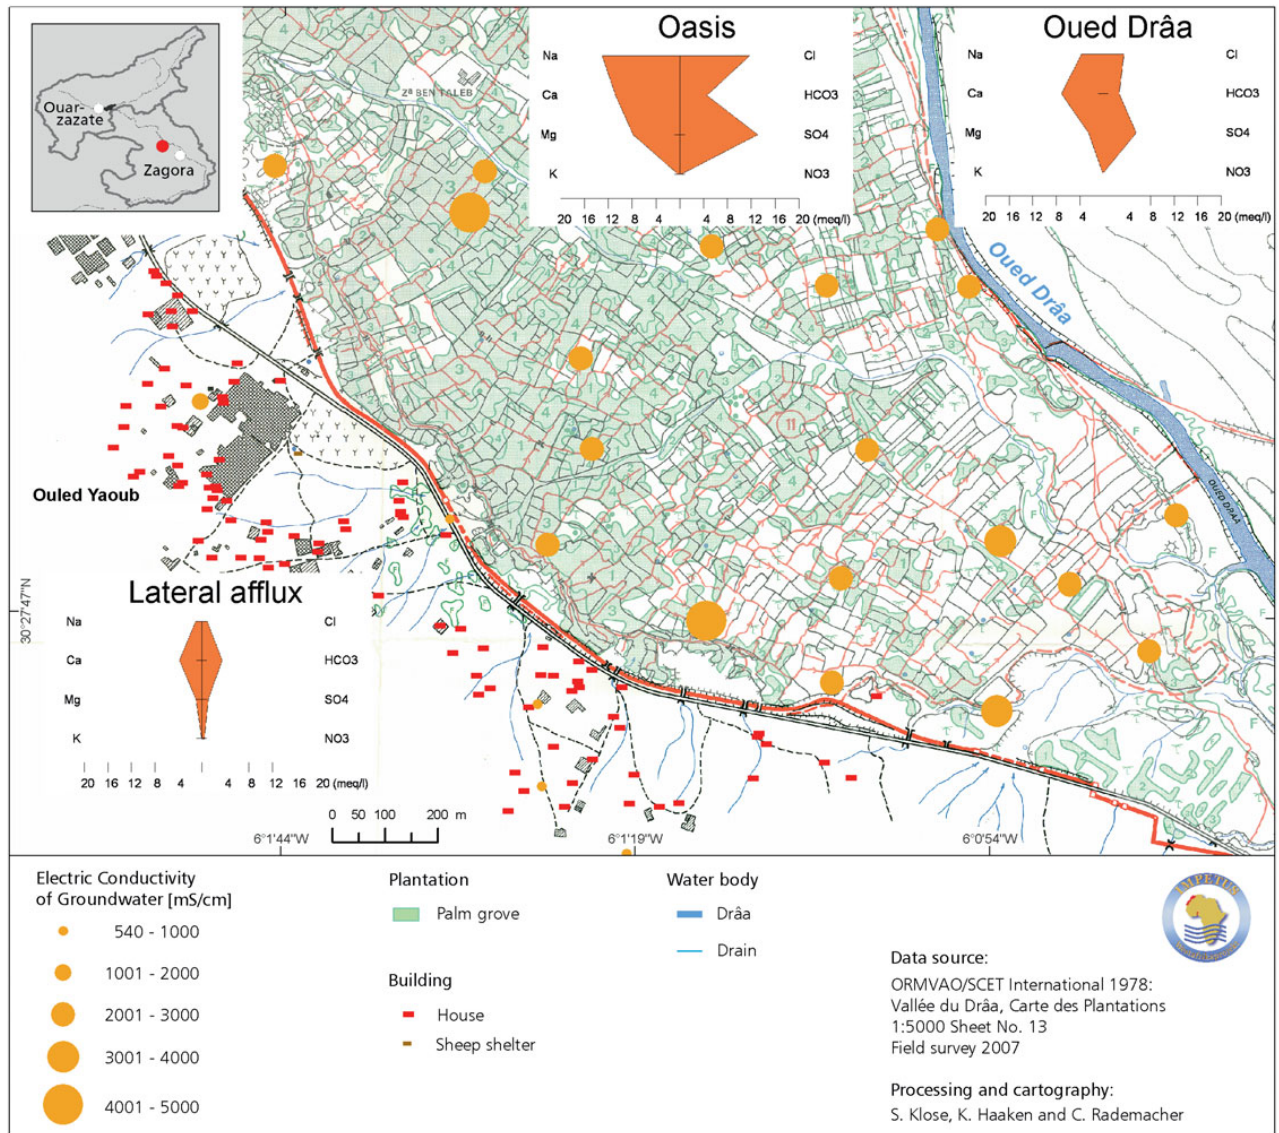 Ouar-
zazate
Zagora
Zª BEN TALEB
Oasis
Na
Cl
Ca
HCO3
Mg
SO4
K
NO3
20 16 12 8 4 4 8 12 16 20 (meq/l)
Oued Drâa
Na
Cl
Ca
HCO3
Mg
SO4
K
NO3
20 16 12 8 4 4 8 12 16 20 (meq/l)
Oued Drâa
11
OUED DRAA
Ouled Yaoub
30°27'47"N
Lateral afflux
Na
Cl
Ca
HCO3
Mg
SO4
K
NO3
20 16 12 8 4 4 8 12 16 20 (meq/l)
0 50 100 200 m
6°1'44"W
6°1'19"W
6°0'54"W
Electric Conductivity
of Groundwater [mS/cm]
540 - 1000
1001 - 2000
2001 - 3000
3001 - 4000
4001 - 5000
Plantation
Palm grove
Building
House
Sheep shelter
Water body
Drâa
Drain
IMPETUS
Data source:
ORMVAO/SCET International 1978:
Vallée du Drâa, Carte des Plantations
1:5000 Sheet No. 13
Field survey 2007
Processing and cartography:
S. Klose, K. Haaken and C. Rademacher